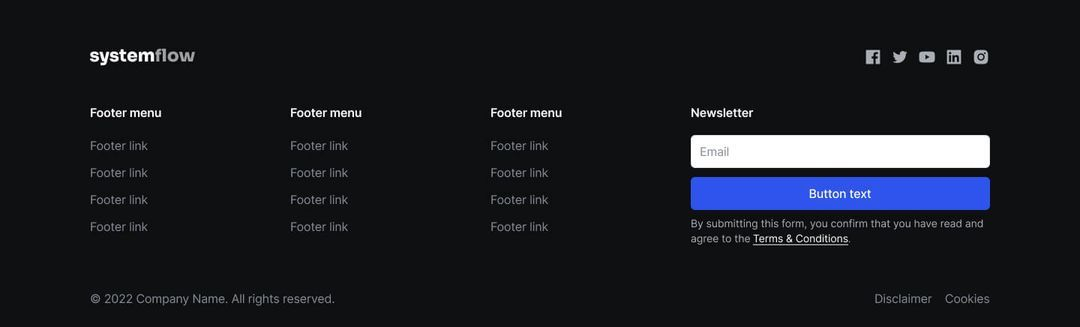 systemflow
Footer menu
Footer link
Footer link
Footer link
Footer link
Footer menu
Footer link
Footer link
Footer link
Footer link
Footer menu
Footer link
Footer link
Footer link
Footer link
Newsletter
Email
Button text
By submitting this form, you confirm that you have read and
agree to the Terms & Conditions.
© 2022 Company Name. All rights reserved.
Disclaimer Cookies